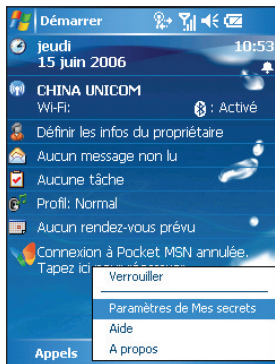 Démarrer
jeudi 10:53
15 juin 2006
CHINA UNICOM
Wi-Fi: : Activé
Définir les infos du propriétaire
Aucun message non lu
Aucune tâche
Profil: Normal
Aucun rendez-vous prévu
Connexion à Pocket MSN annulée.
Tapez ici
Verrouiller
Paramètres de Mes secrets
Aide
A propos
Appels